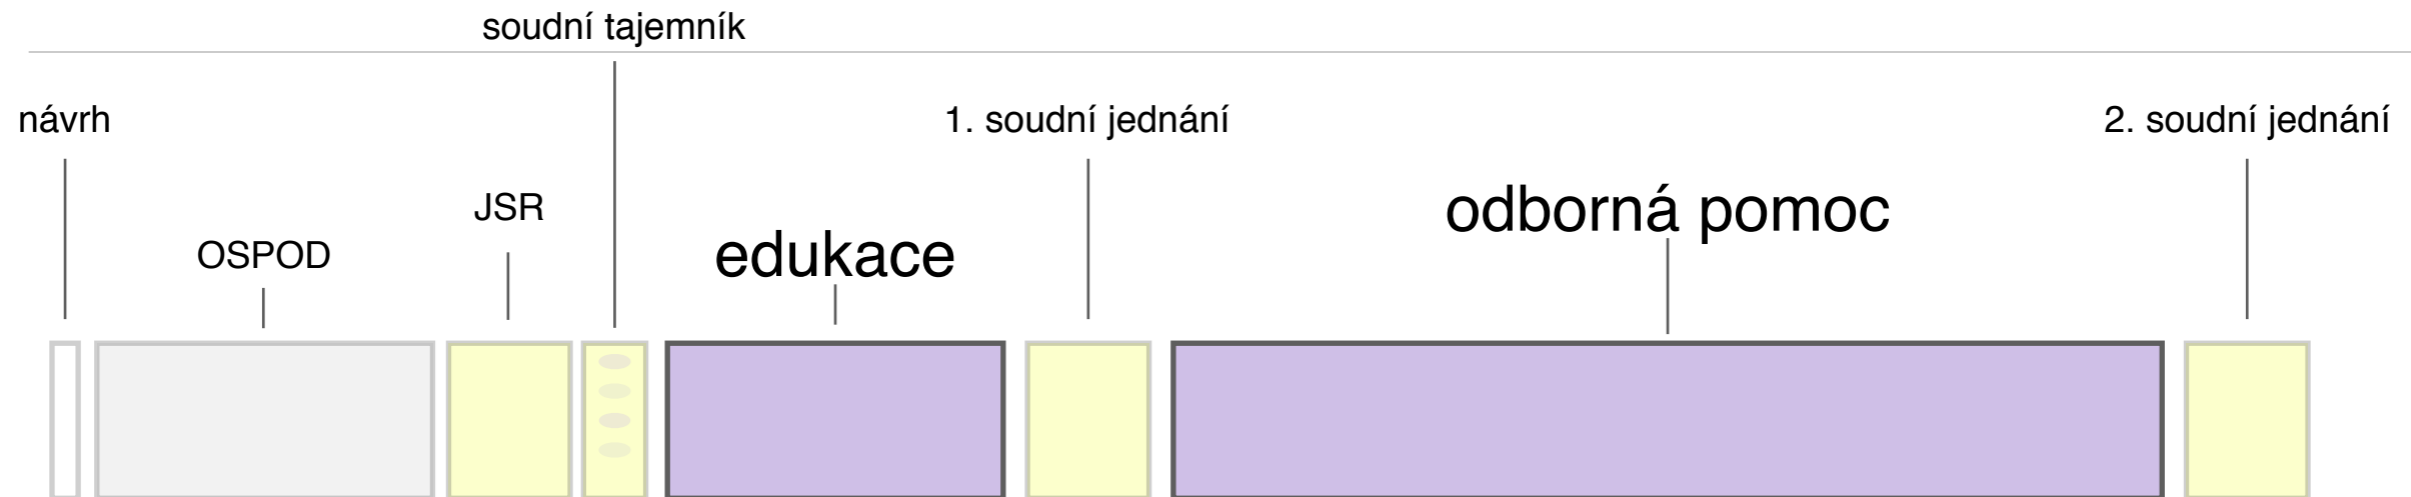 soudní tajemník
návrh
1. soudní jednání
2. soudní jednání
JSR
odborná pomoc
OSPOD
edukace